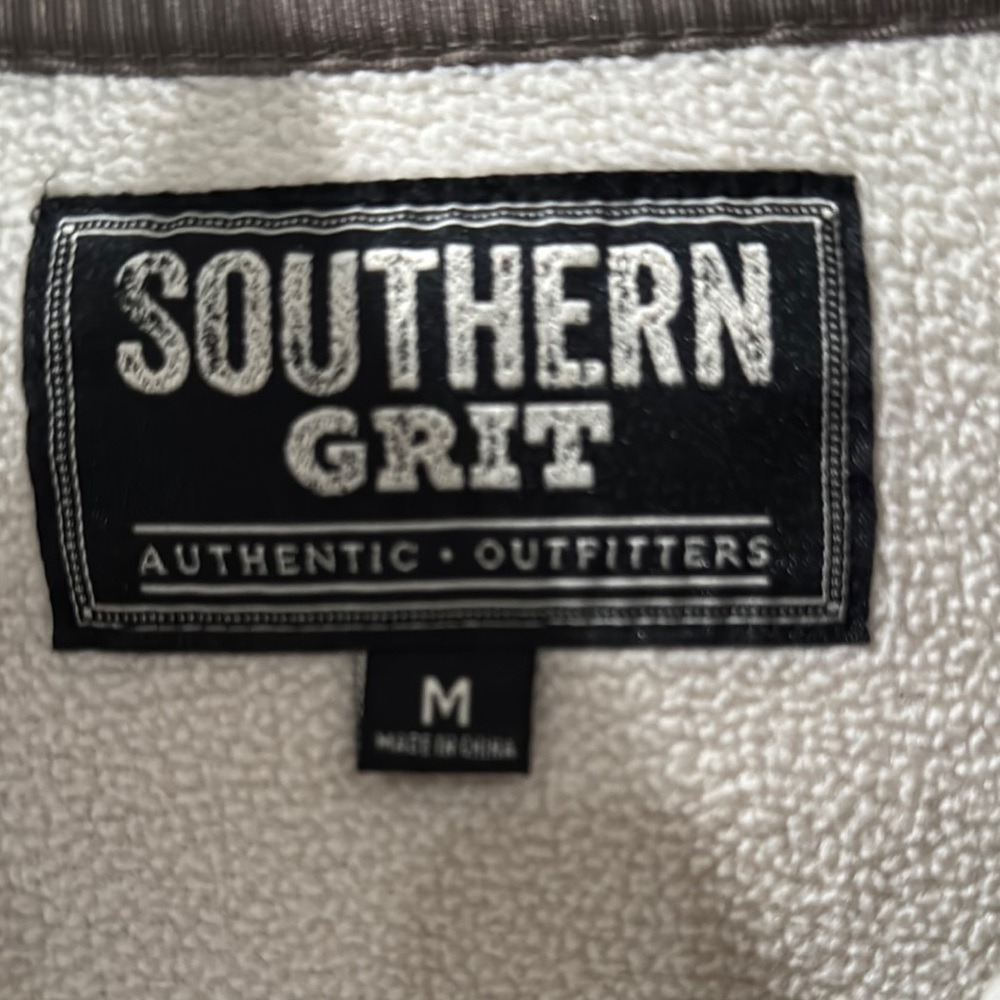 SOUTHERN
GRIT
AUTHENTIC • OUTFITTERS
M
MADE IN CHINA